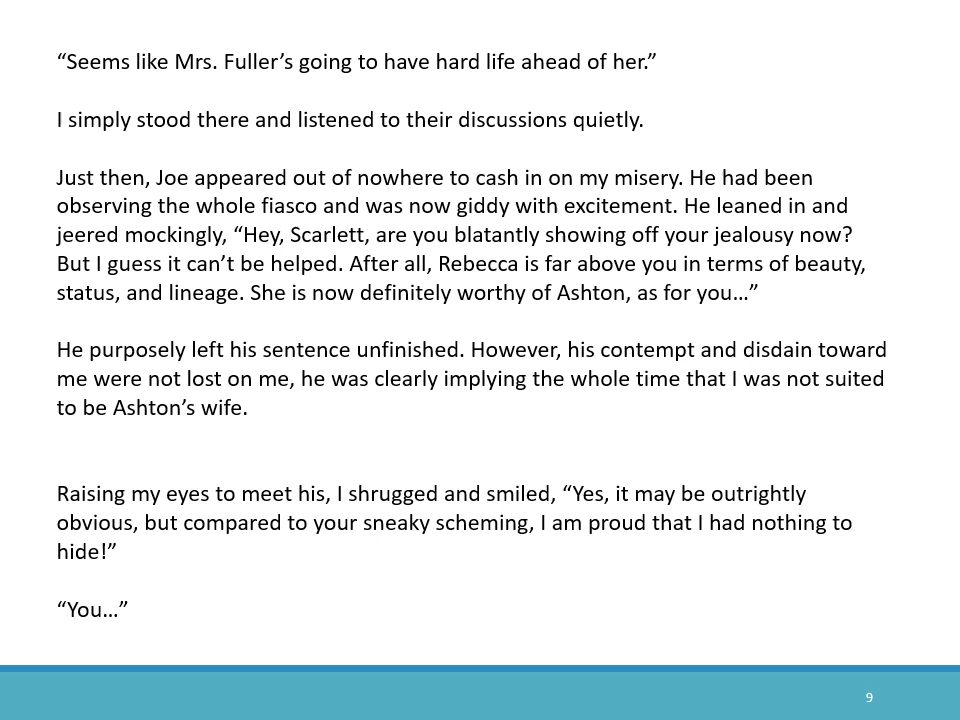 “Seems like Mrs. Fuller’s going to have hard life ahead of her.”
I simply stood there and listened to their discussions quietly.
Just then, Joe appeared out of nowhere to cash in on my misery. He had been
observing the whole fiasco and was now giddy with excitement. He leaned in and
jeered mockingly, “Hey, Scarlett, are you blatantly showing off your jealousy now?
But I guess it can’t be helped. After all, Rebecca is far above you in terms of beauty,
status, and lineage. She is now definitely worthy of Ashton, as for you…”
He purposely left his sentence unfinished. However, his contempt and disdain toward
me were not lost on me, he was clearly implying the whole time that I was not suited
to be Ashton’s wife.
Raising my eyes to meet his, I shrugged and smiled, “Yes, it may be outrightly
obvious, but compared to your sneaky scheming, I am proud that I had nothing to
hide!”
“You…”
9